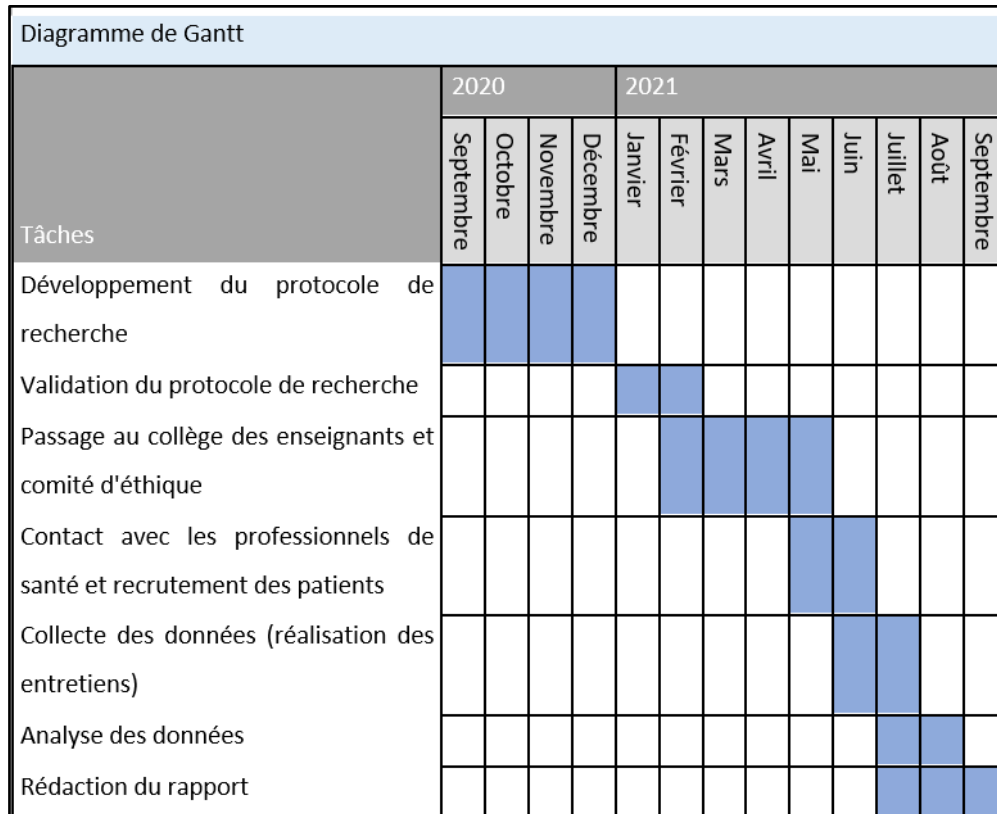 Diagramme de Gantt
2020 2021
Tâches Septembre Octobre Novembre Décembre Janvier Février Mars Avril Mai Juin Juillet Août Septembre
Développement du protocole de
recherche
Validation du protocole de recherche
Passage au collège des enseignants et
comité d'éthique
Contact avec les professionnels de
santé et recrutement des patients
Collecte des données (réalisation des
entretiens)
Analyse des données
Rédaction du rapport